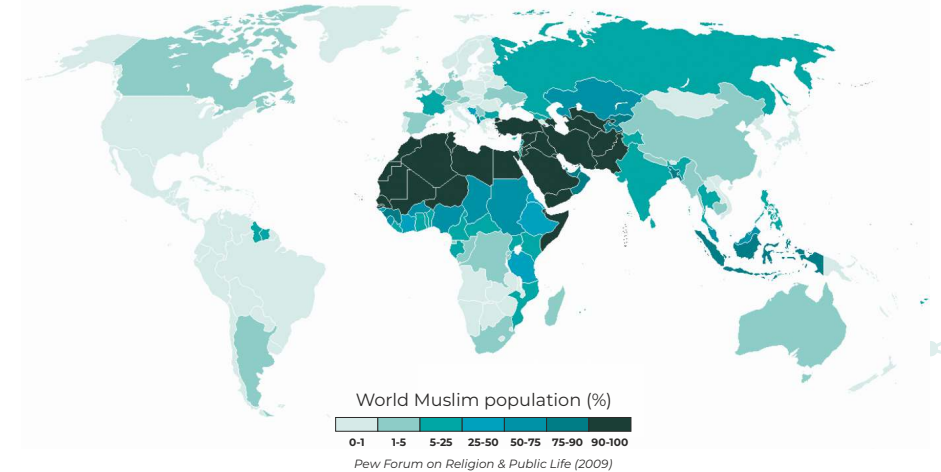 World Muslim population (%)
0-1 1-5 5-25 25-50 50-75 75-90 90-100
Pew Forum on Religion & Public Life (2009)